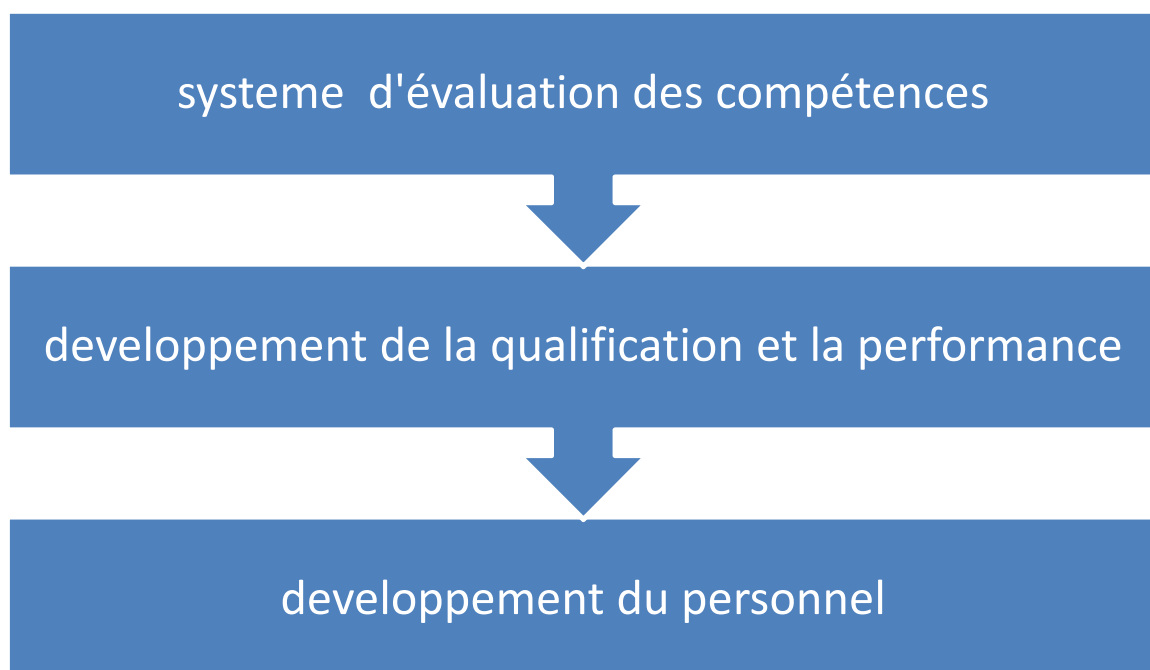 systeme  d'évaluation des compétences
developpement de la qualification et la performance
developpement du personnel